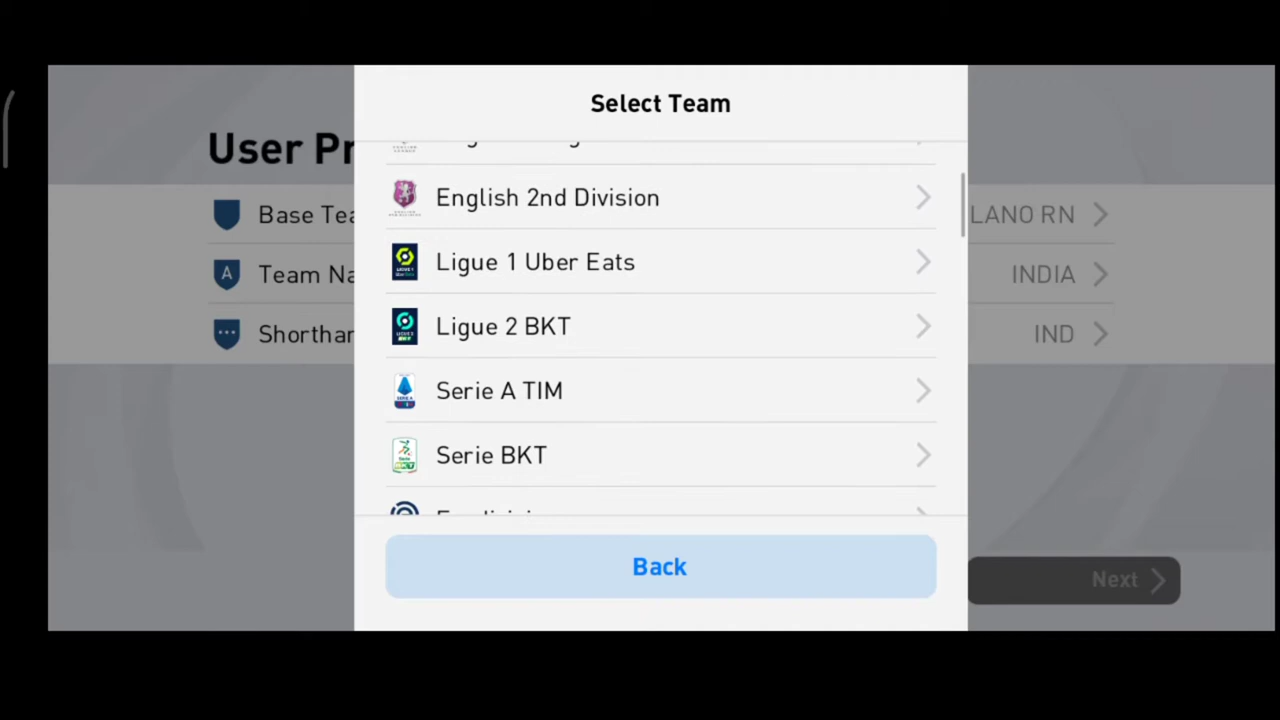 Select Team
User Pr
English 2nd Division
Base Tea
LANO RN
Ligue 1 Uber Eats
A
Team Na
INDIA
Ligue 2 BKT
Shorthan
IND
Serie A TIM
Serie BKT
Back
Next